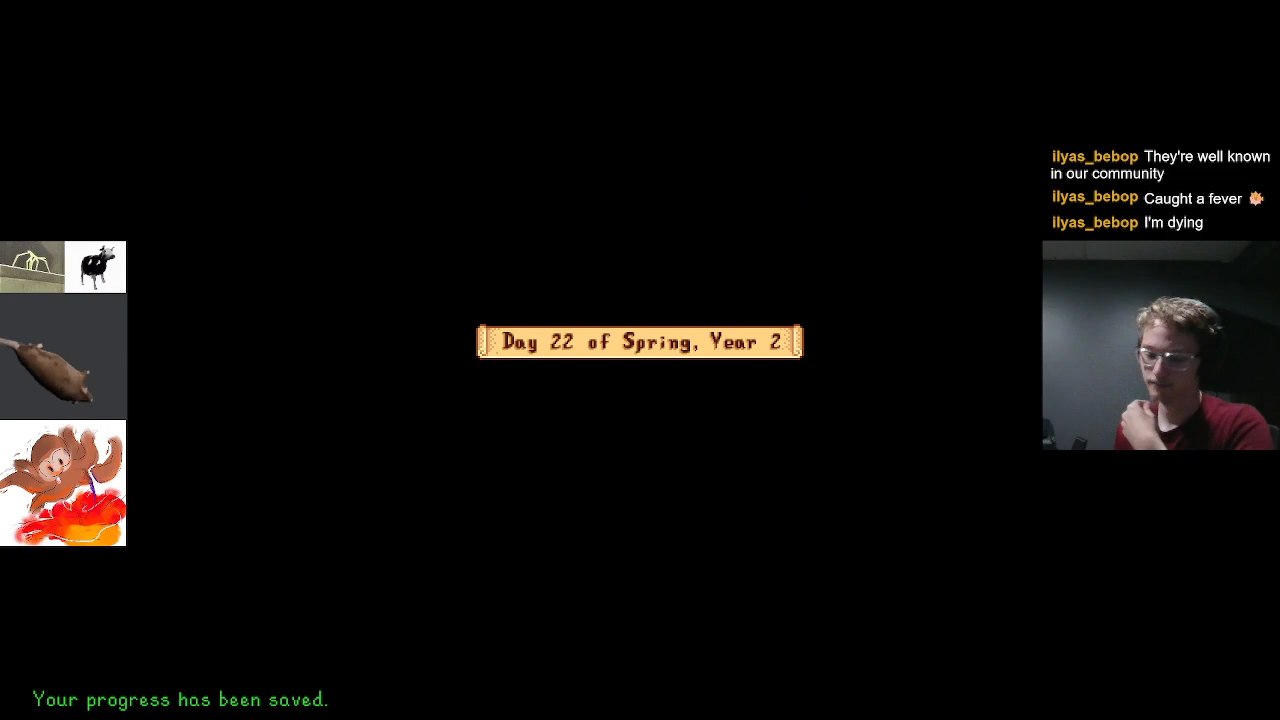 ilyas_bebop They're well known
in our community
ilyas_bebop Caught a fever
ilyas_bebop I'm dying
Day 22 of Spring, Year 2
Your progress has been saved.